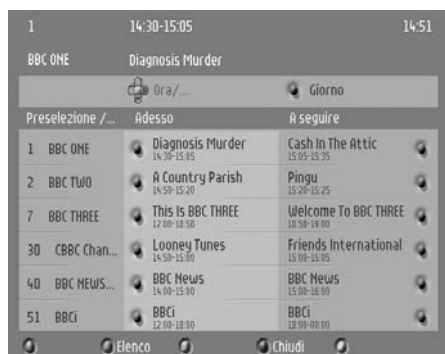 1 14:30-15:05 14:51
BBC ONE Diagnosis Murder
Ora/... Giorno
Preselezione /... Adesso A seguire
1 BBC ONE Diagnosis Murder Cash In The Attic
14:30-15:05 15:05-15:35
2 BBC TWO A Country Parish Pingu
14:50-15:20 15:20-15:25
7 BBC THREE This Is BBC THREE Welcome To BBC THREE
12:00-18:50 18:50-19:00
30 CBBC Chan... Looney Tunes Friends International
14:50-15:00 15:00-15:05
40 BBC NEWS... BBC News BBC News
14:00-15:00 15:00-16:00
51 BBCi BBCi BBCi
12:00-18:00 18:00-00:00
Elenco Chiudi